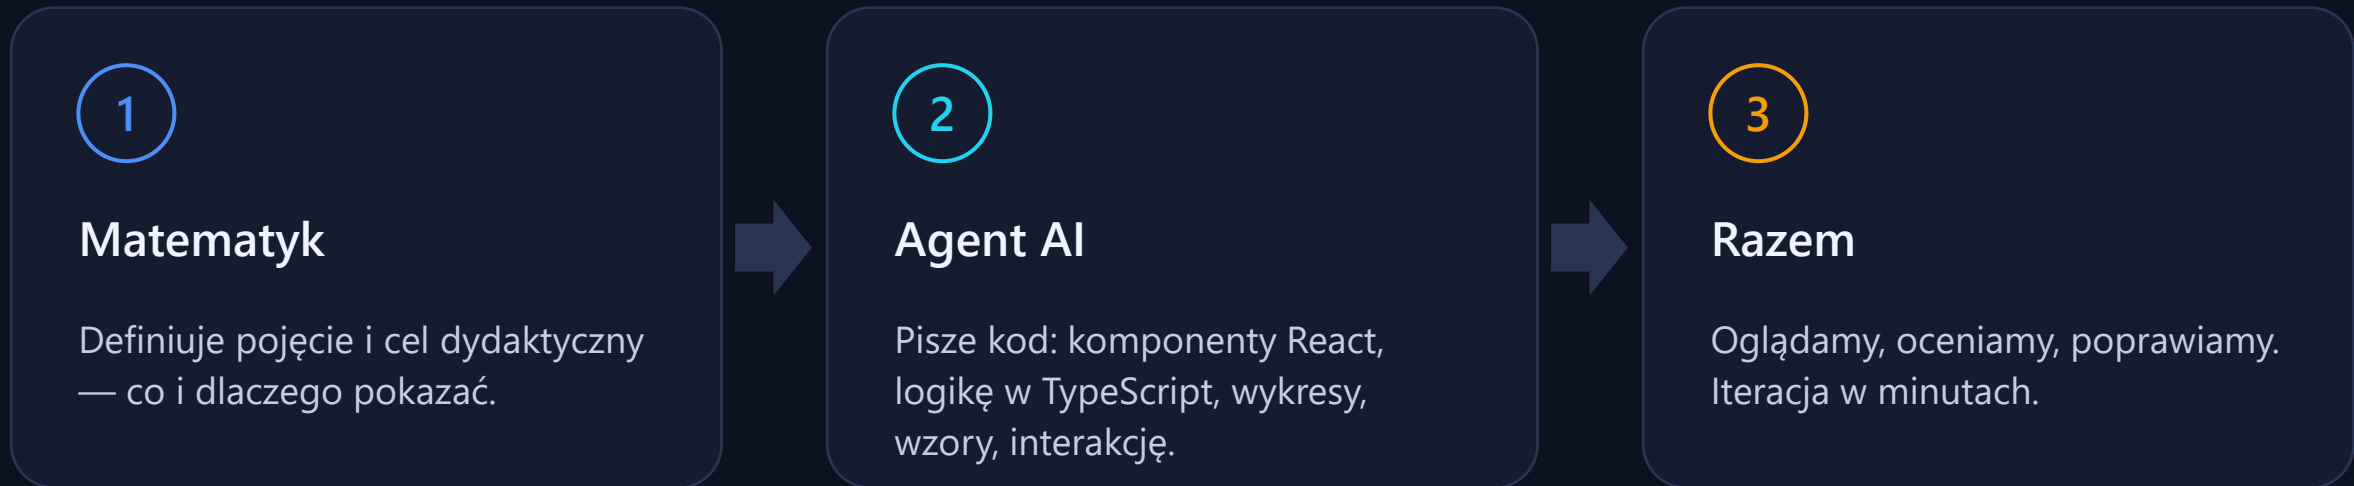 1
Matematyk
Definiuje pojęcie i cel dydaktyczny
— co i dlaczego pokazać.
2
Agent AI
Pisze kod: komponenty React,
logikę w TypeScript, wykresy,
wzory, interakcję.
3
Razem
Oglądamy, oceniamy, poprawiamy.
Iteracja w minutach.